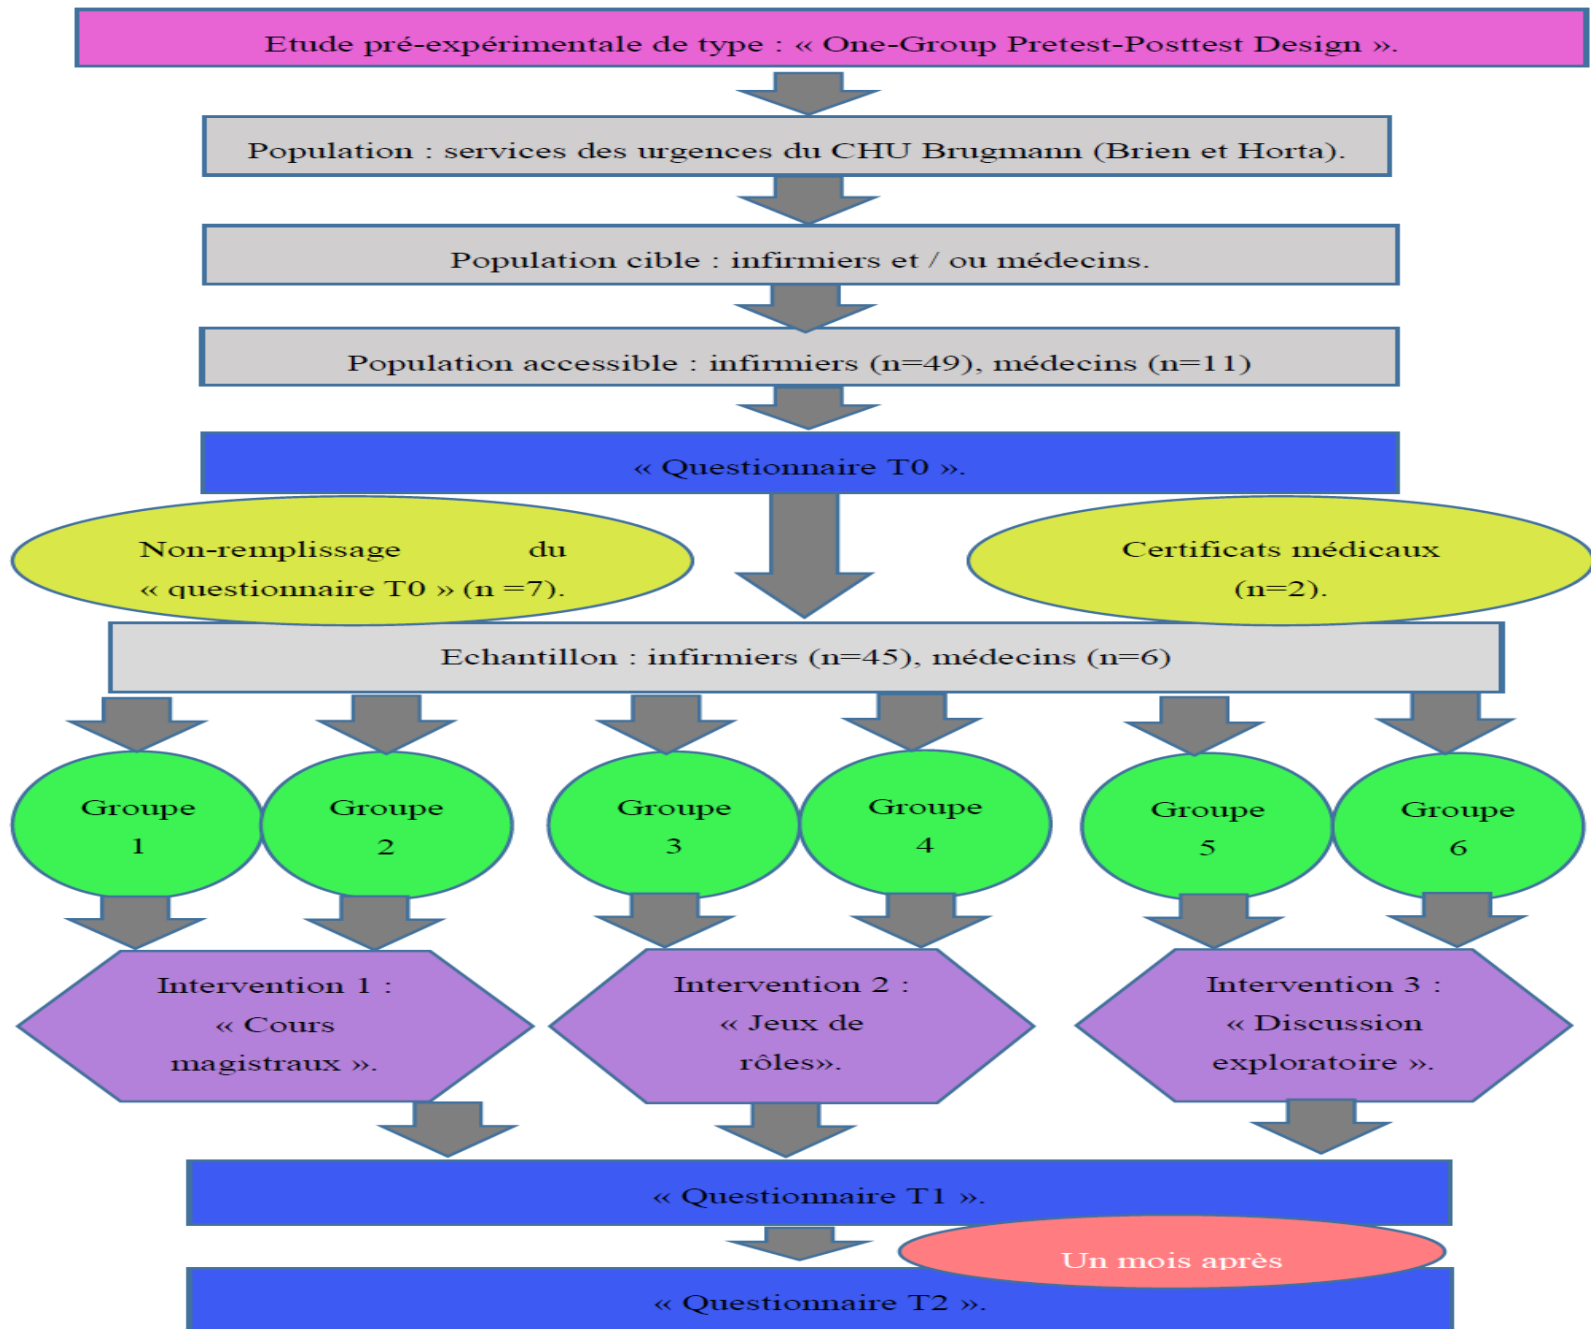 Etude pré-expérimentale de type : « One-Group Pretest-Posttest Design ».
Population : services des urgences du CHU Brugmann (Brien et Horta).
Population cible : infirmiers et / ou médecins.
Population accessible : infirmiers (n=49), médecins (n=11)
« Questionnaire T0 ».
Non-remplissage du
« questionnaire T0 » (n =7).
Certificats médicaux
(n=2).
Echantillon : infirmiers (n=45), médecins (n=6)
Groupe
1
Groupe
2
Groupe
3
Groupe
4
Groupe
5
Groupe
6
Intervention 1 :
« Cours
magistraux ».
Intervention 2 :
« Jeux de
rôles».
Intervention 3 :
« Discussion
exploratoire ».
« Questionnaire T1 ».
Un mois après
« Questionnaire T2 ».